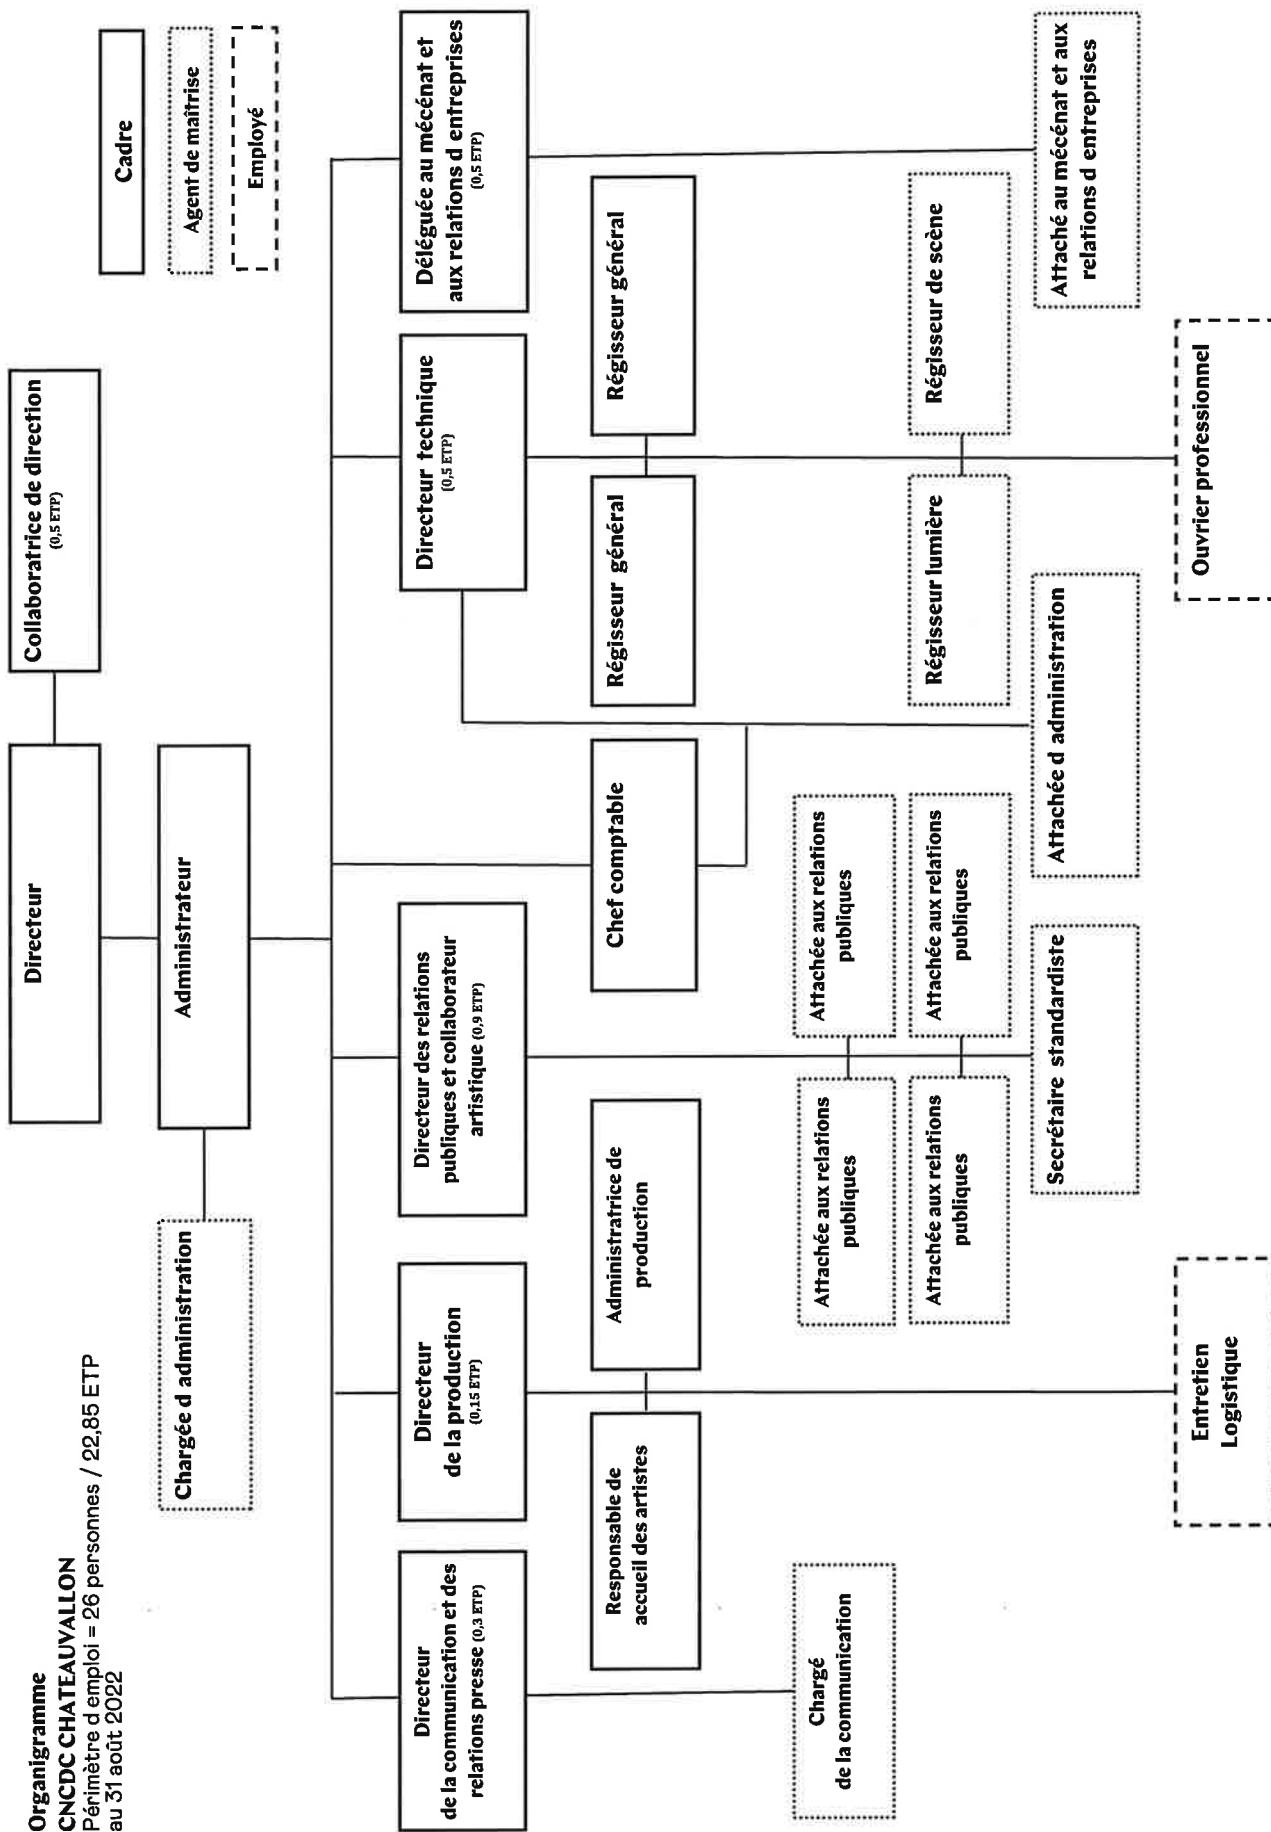 Organigramme
CNCDC CHATEAUVALLON
Périmètre d emploi = 26 personnes / 22,85 ETP
au 31 août 2022
Cadre
Agent de maîtrise
Employé
Directeur
Collaboratrice de direction
(0,5 ETP)
Chargée d administration
Administrateur
Directeur
de la communication et des
relations presse (0,3 ETP)
Directeur
de la production
(0,15 ETP)
Directeur des relations
publiques et collaborateur
artistique (0,9 ETP)
Directeur technique
(0,5 ETP)
Déléguée au mécénat et
aux relations d entreprises
(0,5 ETP)
Responsable de
accueil des artistes
Administratrice de
production
Chef comptable
Régisseur général
Régisseur général
Chargé
de la communication
Attachée aux relations
publiques
Attachée aux relations
publiques
Attachée aux relations
publiques
Attachée aux relations
publiques
Régisseur lumière
Régisseur de scène
Secrétaire standardiste
Attachée d administration
Attaché au mécénat et aux
relations d entreprises
Entretien
Logistique
Ouvrier professionnel